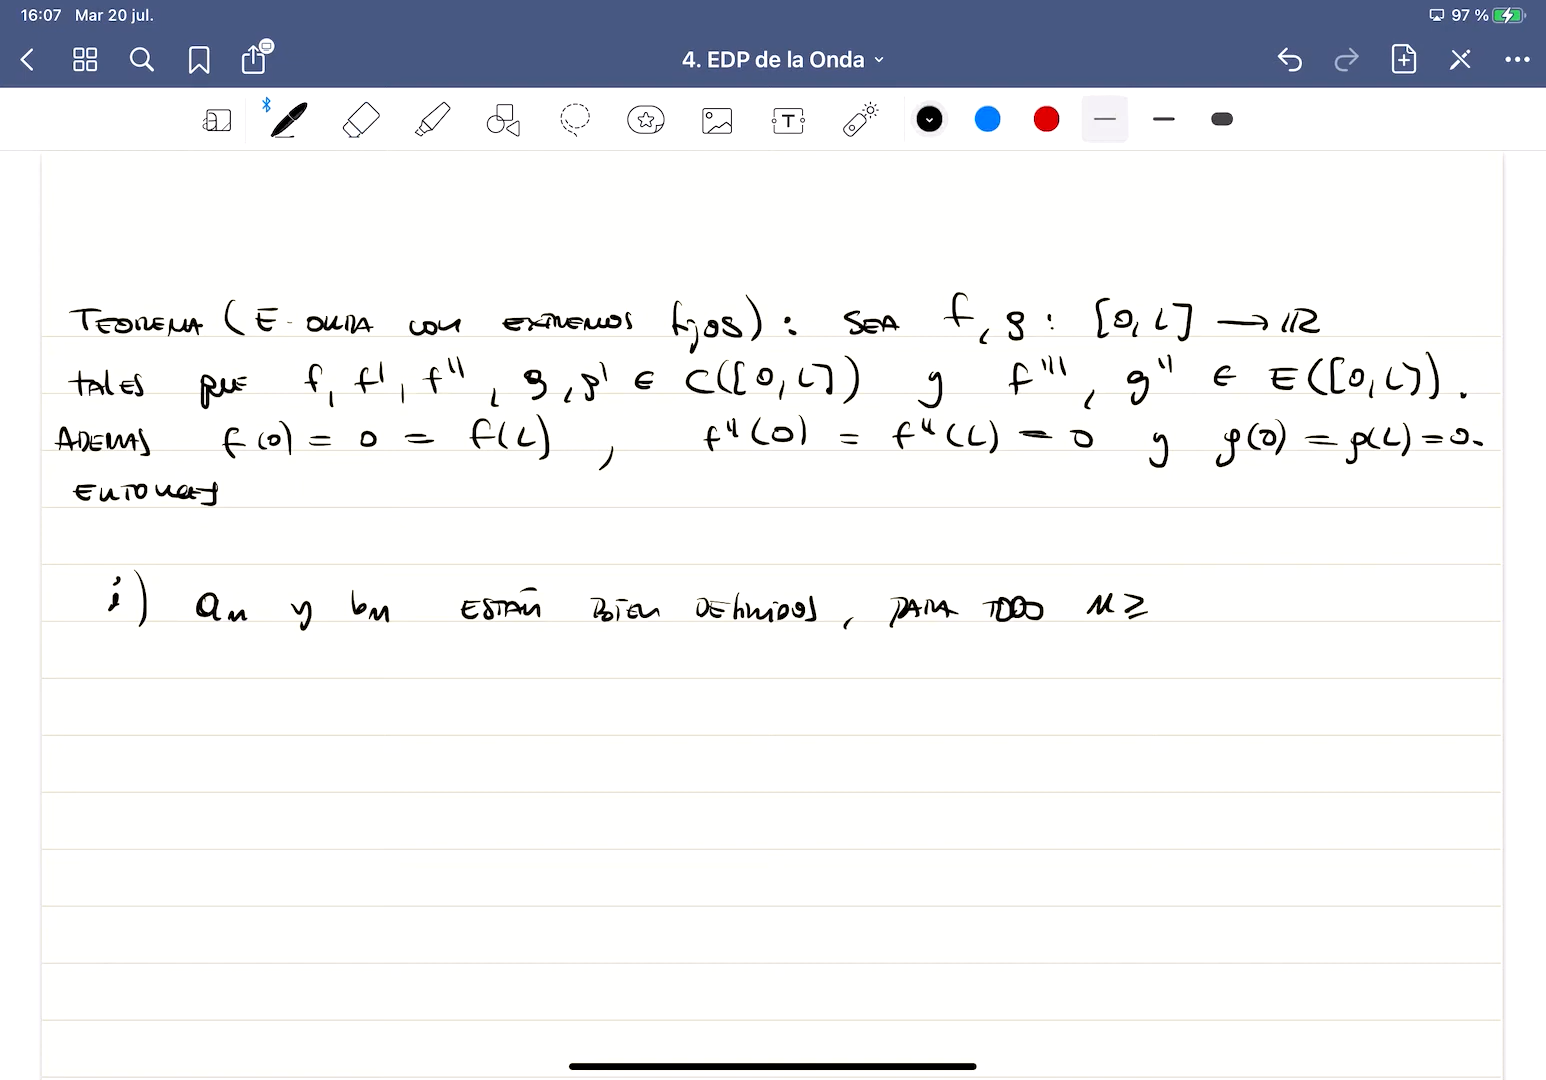 16:07 Mar 20 jul. 97 %
4. EDP de la Onda
TEOREMA (E. ONDA CON EXTREMOS fijos) : SEA f, g : [0, L] → ℝ
tales que f, f', f'', g, g' ∈ C([0, L]) y f''', g'' ∈ E([0, L]).
ADEMAS f(0) = 0 = f(L), f''(0) = f''(L) = 0 y g(0) = g(L) = 0.
ENTONCES
i) an y bn ESTÁN BIEN DEFINIDOS, PARA TODO n ≥